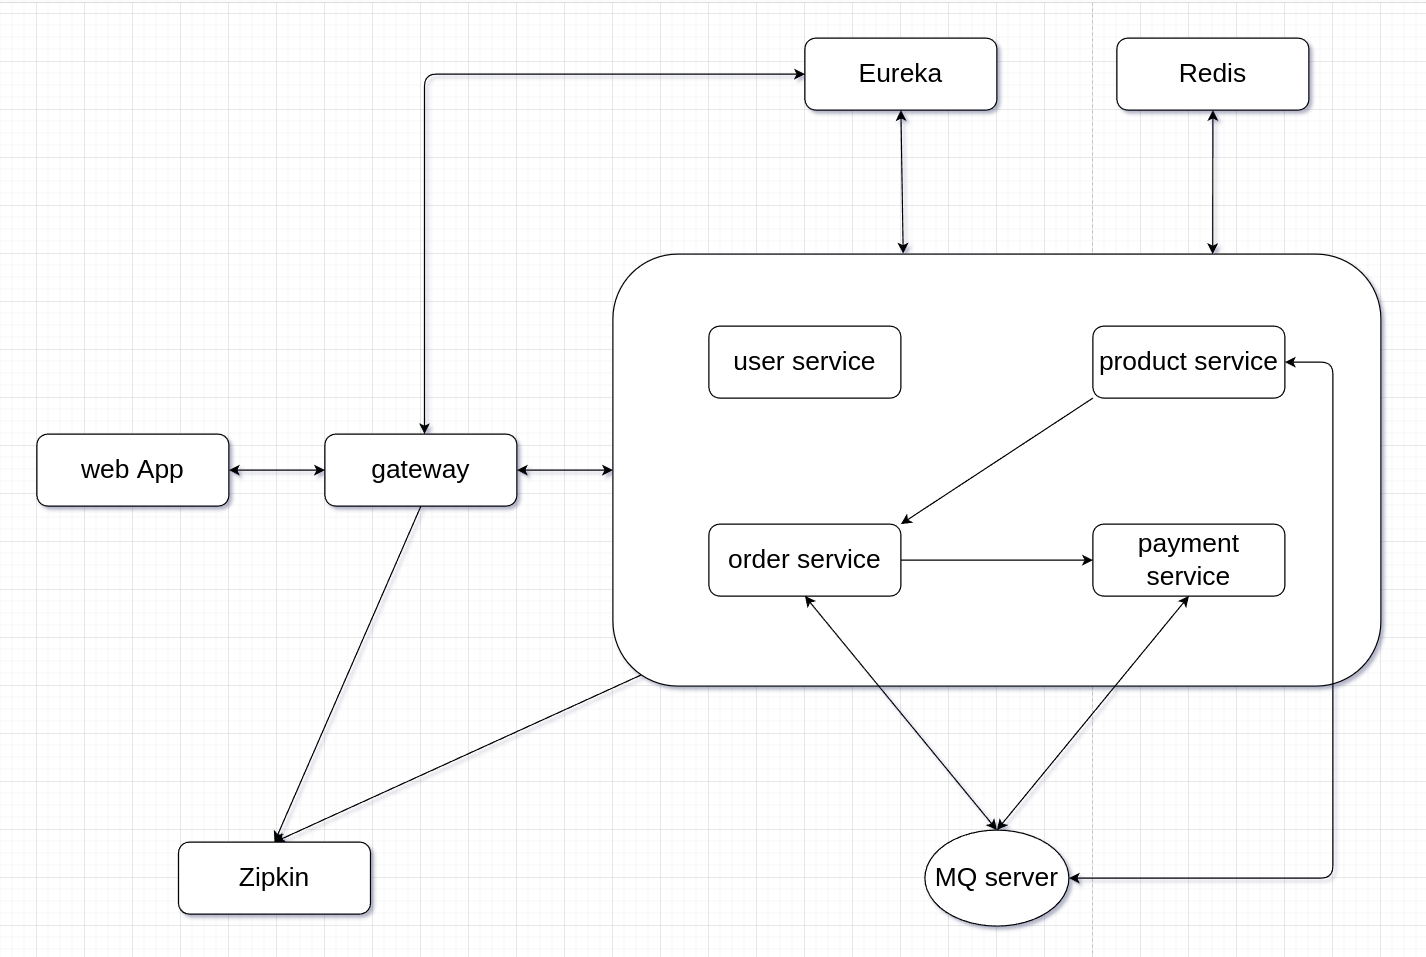 Eureka
Redis
user service
product service
web App
gateway
order service
payment
service
Zipkin
MQ server